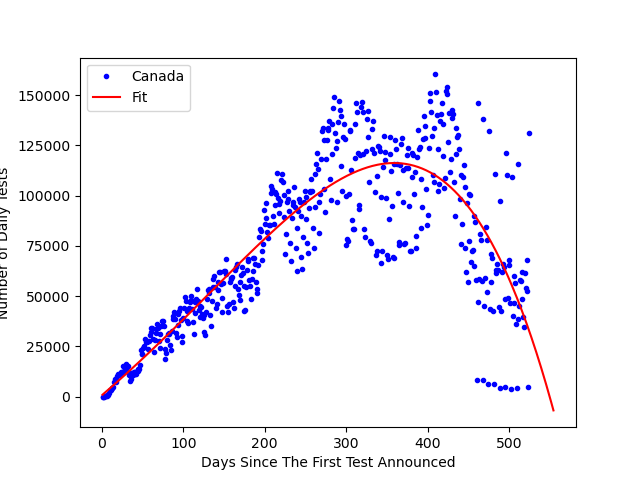 Canada
Fit
150000
125000
100000
75000
50000
25000
0
0 100 200 300 400 500
Days Since The First Test Announced
Number of Daily Tests